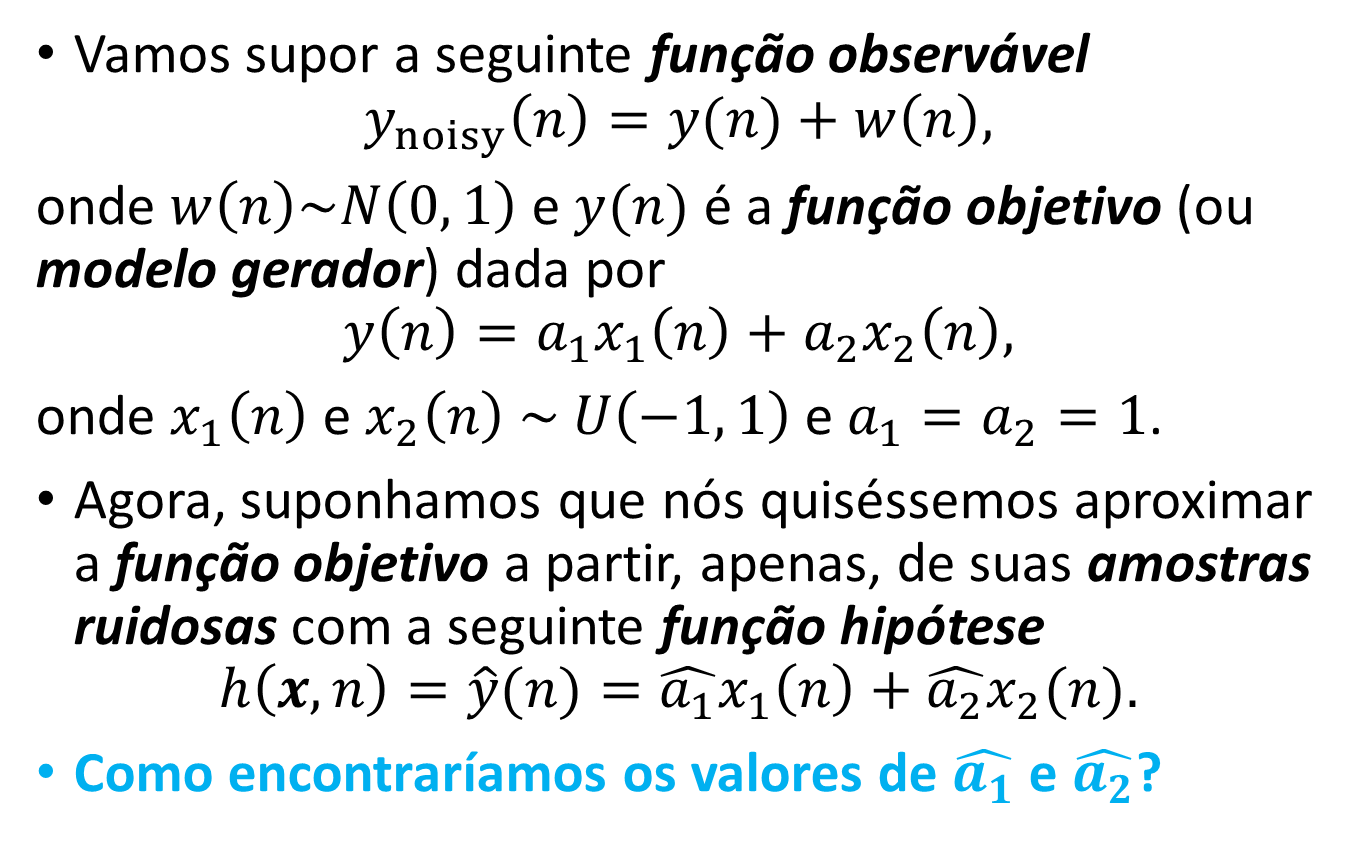 • Vamos supor a seguinte função observável
y_noisy(n) = y(n) + w(n),
onde w(n)~N(0, 1) e y(n) é a função objetivo (ou
modelo gerador) dada por
y(n) = a₁x₁(n) + a₂x₂(n),
onde x₁(n) e x₂(n) ~ U(−1, 1) e a₁ = a₂ = 1.
• Agora, suponhamos que nós quiséssemos aproximar
a função objetivo a partir, apenas, de suas amostras
ruidosas com a seguinte função hipótese
h(x, n) = ŷ(n) = â₁x₁(n) + â₂x₂(n).
• Como encontraríamos os valores de â₁ e â₂?